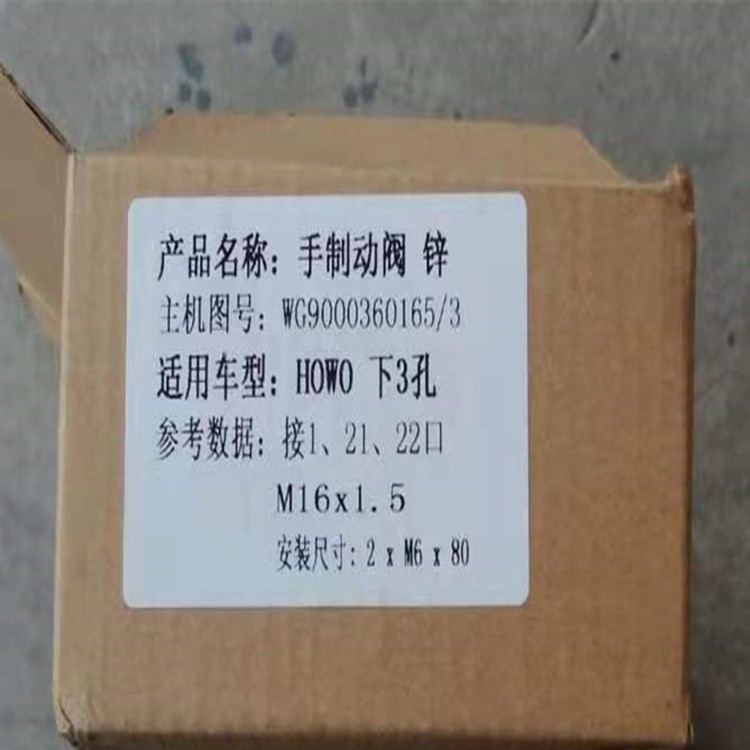 产品名称：手制动阀 锌
主机图号：WG9000360165/3
适用车型：HOWO 下3孔
参考数据：接1、21、22口
M16x1.5
安装尺寸：2 x M6 x 80